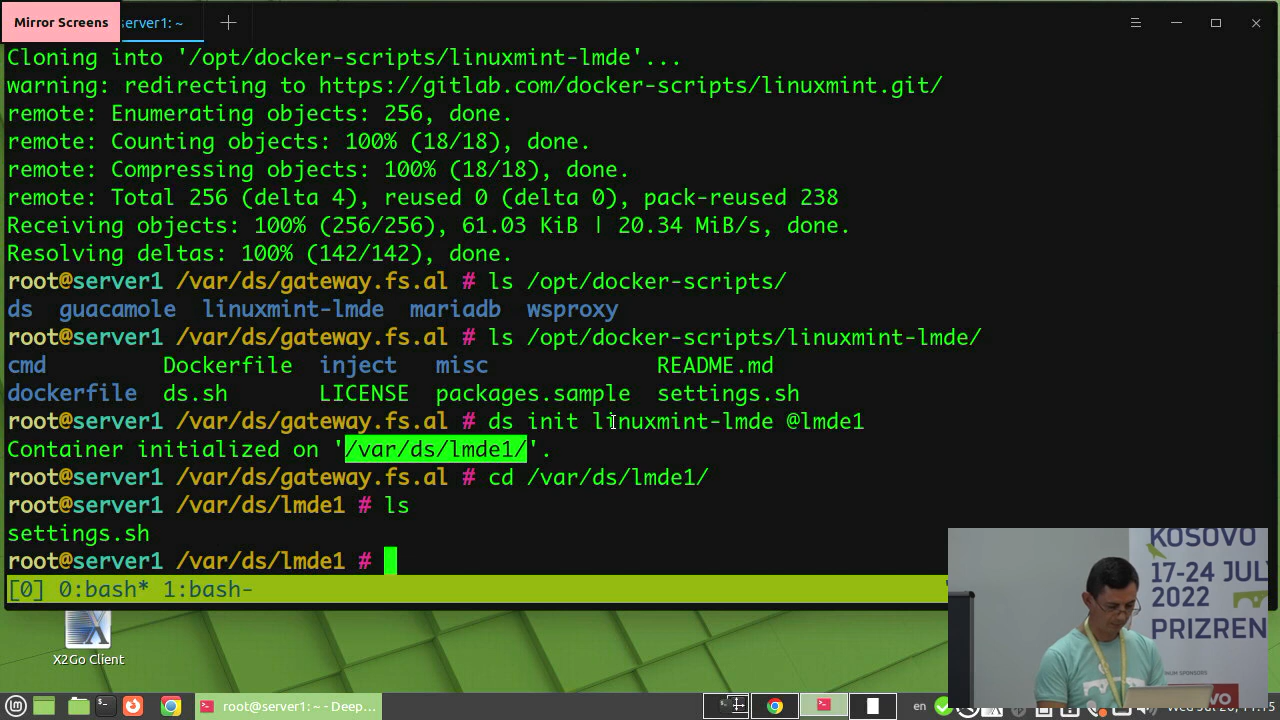 Mirror Screens
server1: ~
Cloning into '/opt/docker-scripts/linuxmint-lmde'...
warning: redirecting to https://gitlab.com/docker-scripts/linuxmint.git/
remote: Enumerating objects: 256, done.
remote: Counting objects: 100% (18/18), done.
remote: Compressing objects: 100% (18/18), done.
remote: Total 256 (delta 4), reused 0 (delta 0), pack-reused 238
Receiving objects: 100% (256/256), 61.03 KiB | 20.34 MiB/s, done.
Resolving deltas: 100% (142/142), done.
root@server1 /var/ds/gateway.fs.al # ls /opt/docker-scripts/
ds guacamole linuxmint-lmde mariadb wsproxy
root@server1 /var/ds/gateway.fs.al # ls /opt/docker-scripts/linuxmint-lmde/
cmd Dockerfile inject misc README.md
dockerfile ds.sh LICENSE packages.sample settings.sh
root@server1 /var/ds/gateway.fs.al # ds init linuxmint-lmde @lmde1
Container initialized on '/var/ds/lmde1/'.
root@server1 /var/ds/gateway.fs.al # cd /var/ds/lmde1/
root@server1 /var/ds/lmde1 # ls
settings.sh
root@server1 /var/ds/lmde1 #
[0] 0:bash* 1:bash-
KOSOVO
17-24 JUL
2022
PRIZREN
X2Go Client
root@server1: ~ - Deep...
en